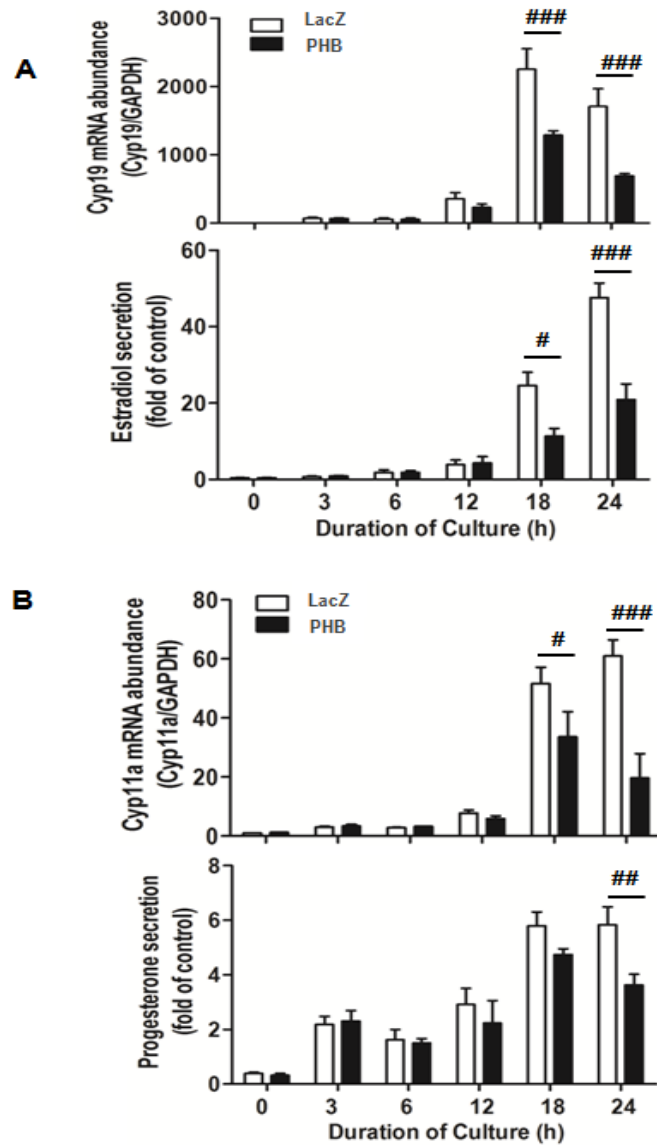 A
LacZ
PHB
###
###
3000
2000
1000
0
Cyp19 mRNA abundance
(Cyp19/GAPDH)
#
###
60
40
20
0
Estradiol secretion
(fold of control)
0 3 6 12 18 24
Duration of Culture (h)
B
LacZ
PHB
#
###
80
60
40
20
0
Cyp11a mRNA abundance
(Cyp11a/GAPDH)
##
8
6
4
2
0
Progesterone secretion
(fold of control)
0 3 6 12 18 24
Duration of Culture (h)